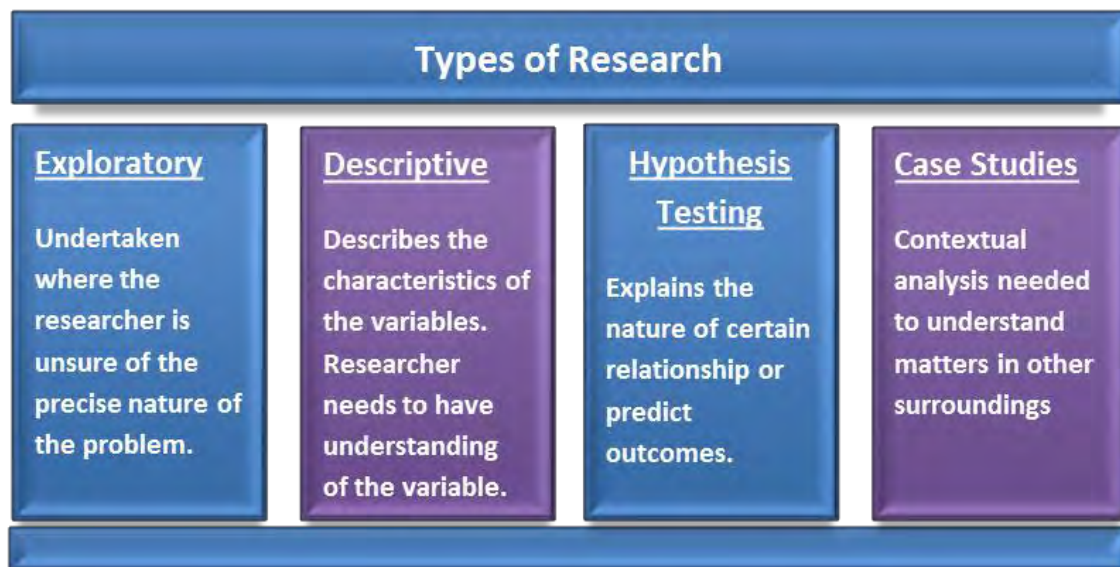 Types of Research
Exploratory
Undertaken
where the
researcher is
unsure of the
precise nature of
the problem.
Descriptive
Describes the
characteristics of
the variables.
Researcher
needs to have
understanding
of the variable.
Hypothesis
Testing
Explains the
nature of certain
relationship or
predict
outcomes.
Case Studies
Contextual
analysis needed
to understand
matters in other
surroundings